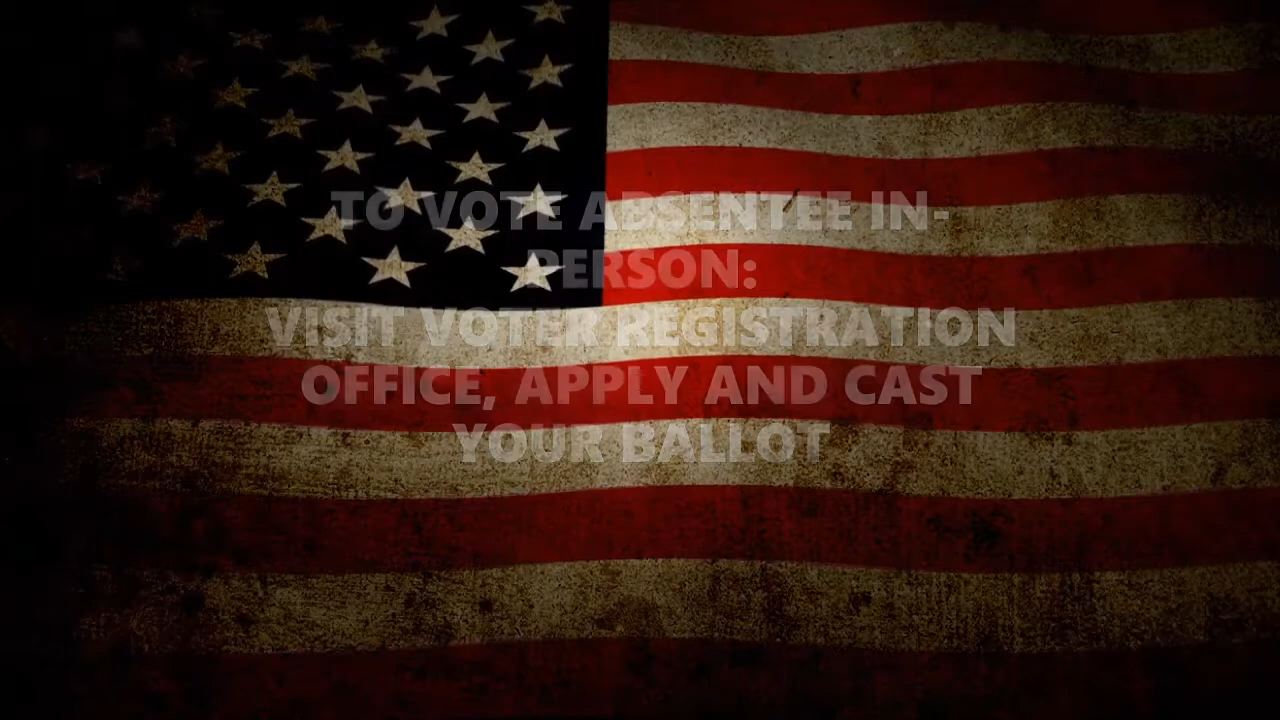 TO VOTE ABSENTEE IN-
PERSON:
VISIT VOTER REGISTRATION
OFFICE, APPLY AND CAST
YOUR BALLOT